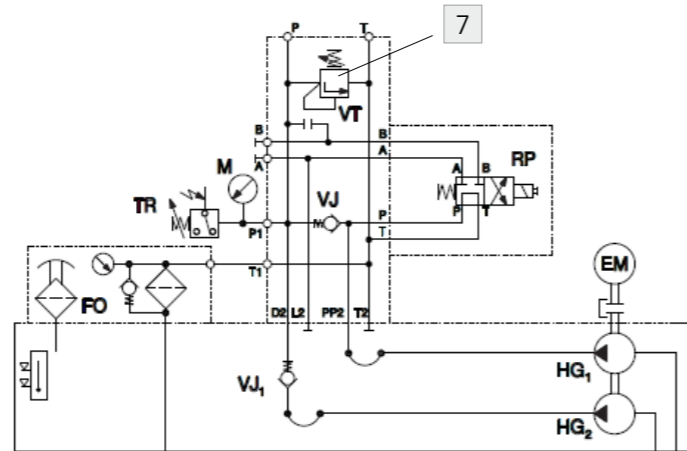 7
P T
VT
B B
A A
A B RP
M
TR
VJ
P P T
P1
T
T1
EM
FO
D2 L2 PP2 T2
HG1
VJ1
HG2